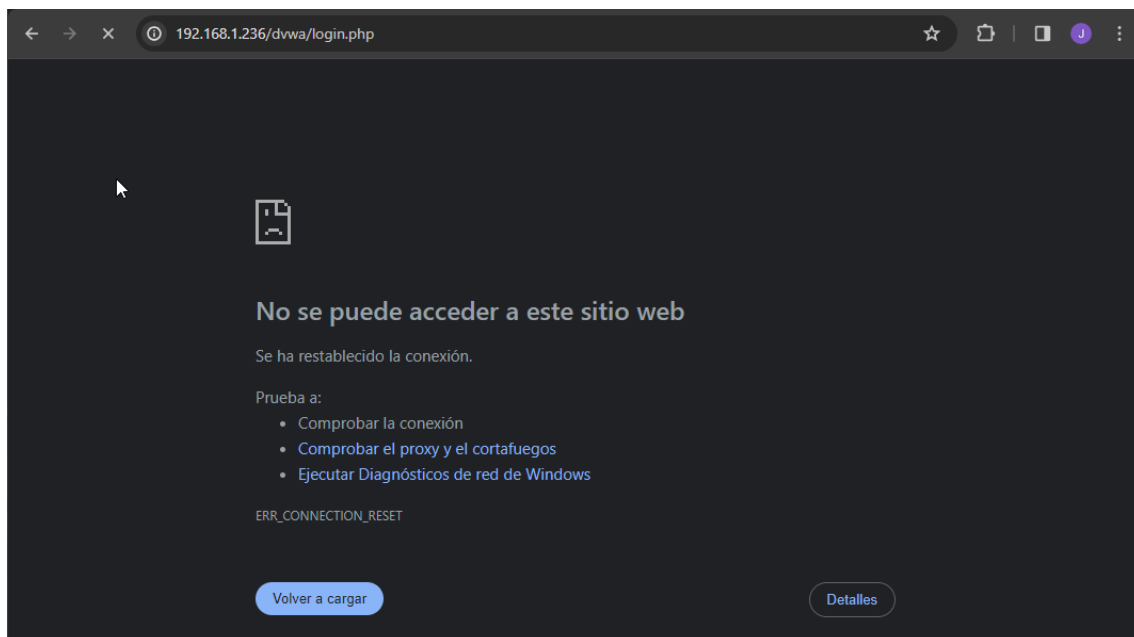 192.168.1.236/dvwa/login.php
J
No se puede acceder a este sitio web
Se ha restablecido la conexión.
Prueba a:
• Comprobar la conexión
• Comprobar el proxy y el cortafuegos
• Ejecutar Diagnósticos de red de Windows
ERR_CONNECTION_RESET
Volver a cargar
Detalles